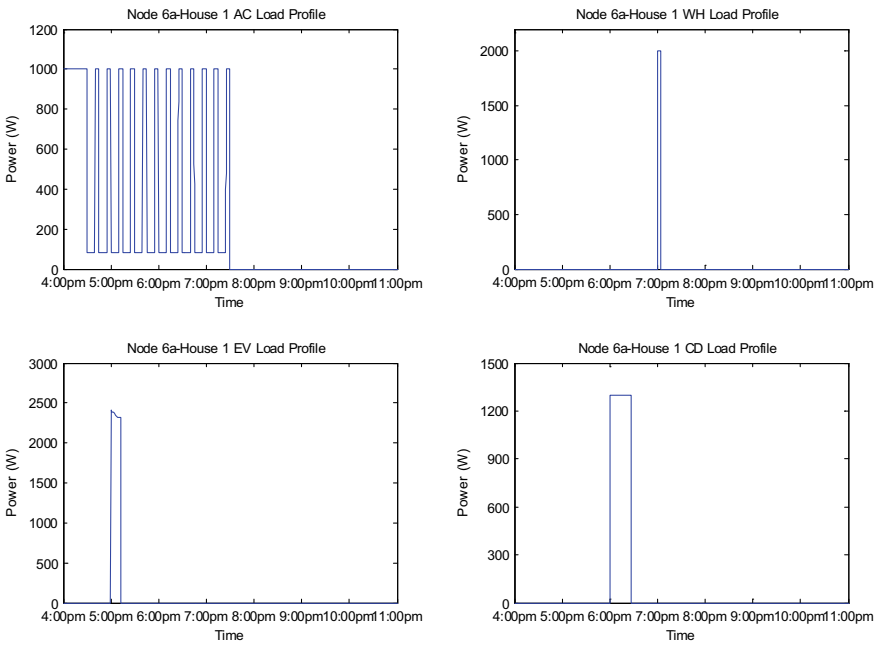 Node 6a-House 1 AC Load Profile
1200
1000
800
600
400
200
0
Power (W)
4:00pm 5:00pm 6:00pm 7:00pm 8:00pm 9:00pm 10:00pm 11:00pm
Time
Node 6a-House 1 WH Load Profile
2000
1500
1000
500
0
Power (W)
4:00pm 5:00pm 6:00pm 7:00pm 8:00pm 9:00pm 10:00pm 11:00pm
Time
Node 6a-House 1 EV Load Profile
3000
2500
2000
1500
1000
500
0
Power (W)
4:00pm 5:00pm 6:00pm 7:00pm 8:00pm 9:00pm 10:00pm 11:00pm
Time
Node 6a-House 1 CD Load Profile
1500
1200
900
600
300
0
Power (W)
4:00pm 5:00pm 6:00pm 7:00pm 8:00pm 9:00pm 10:00pm 11:00pm
Time